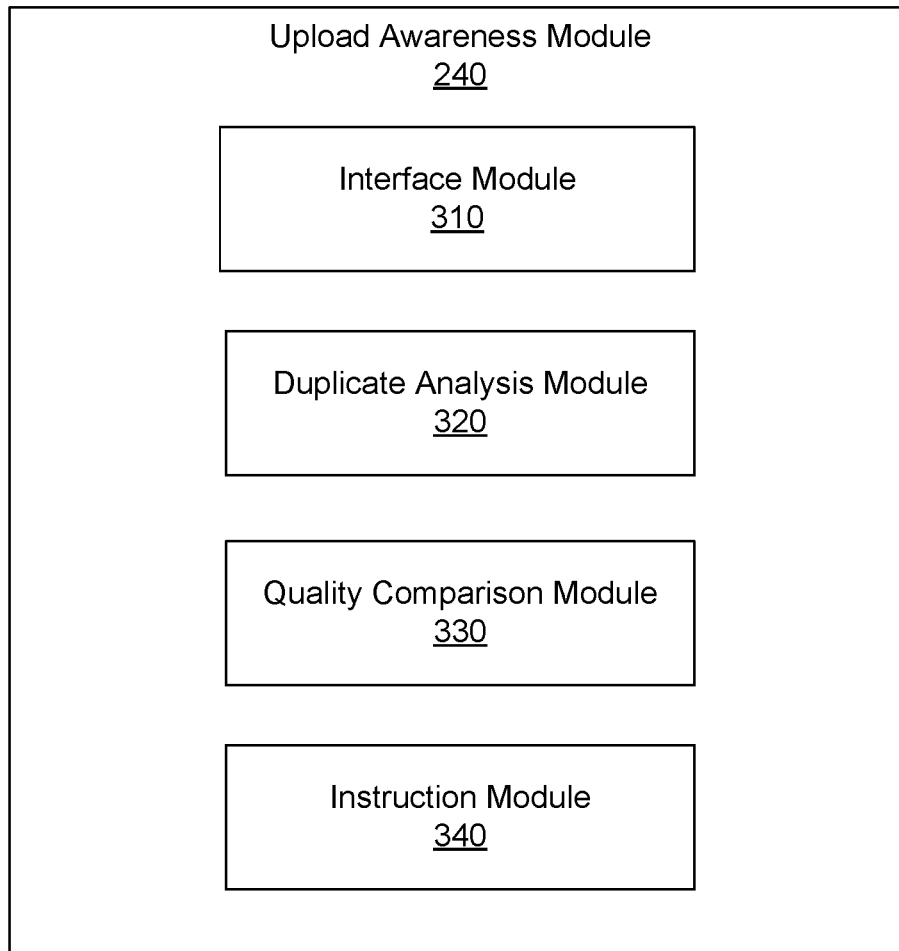 Upload Awareness Module
240
Interface Module
310
Duplicate Analysis Module
320
Quality Comparison Module
330
Instruction Module
340